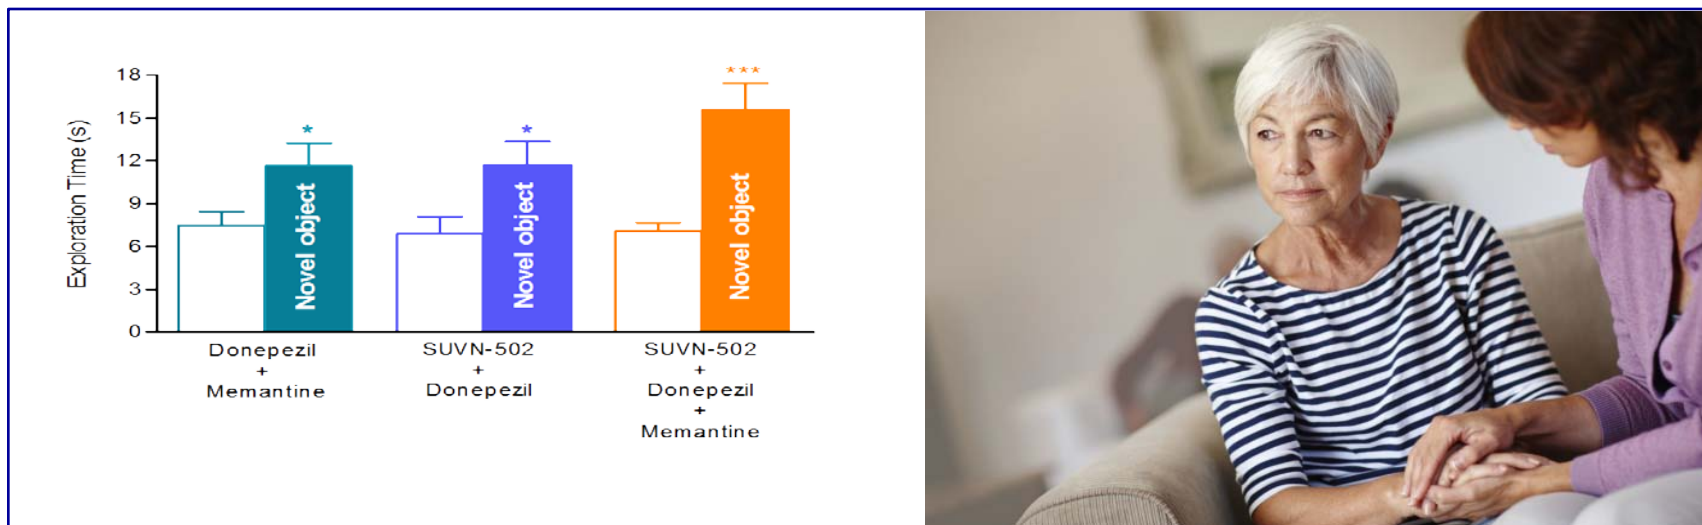 Exploration Time (s)
18
15
12
9
6
3
0
*
*
***
Novel object
Novel object
Novel object
Donepezil
+
Memantine
SUVN-502
+
Donepezil
SUVN-502
+
Donepezil
+
Memantine